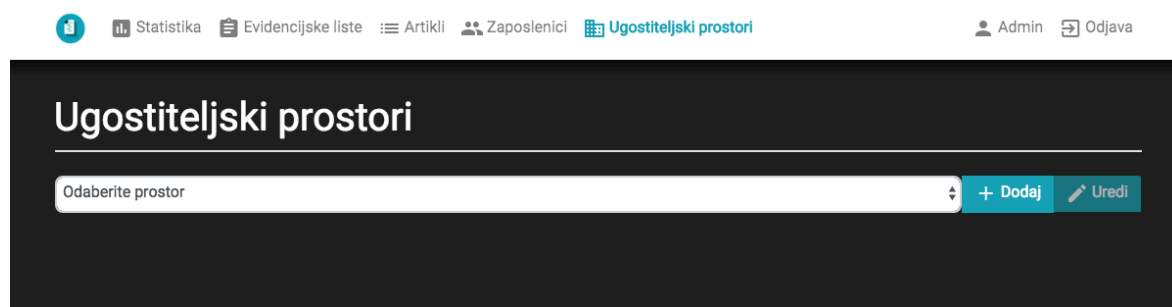 Statistika Evidencijske liste Artikli Zaposlenici Ugostiteljski prostori Admin Odjava
Ugostiteljski prostori
Odaberite prostor Dodaj Uredi